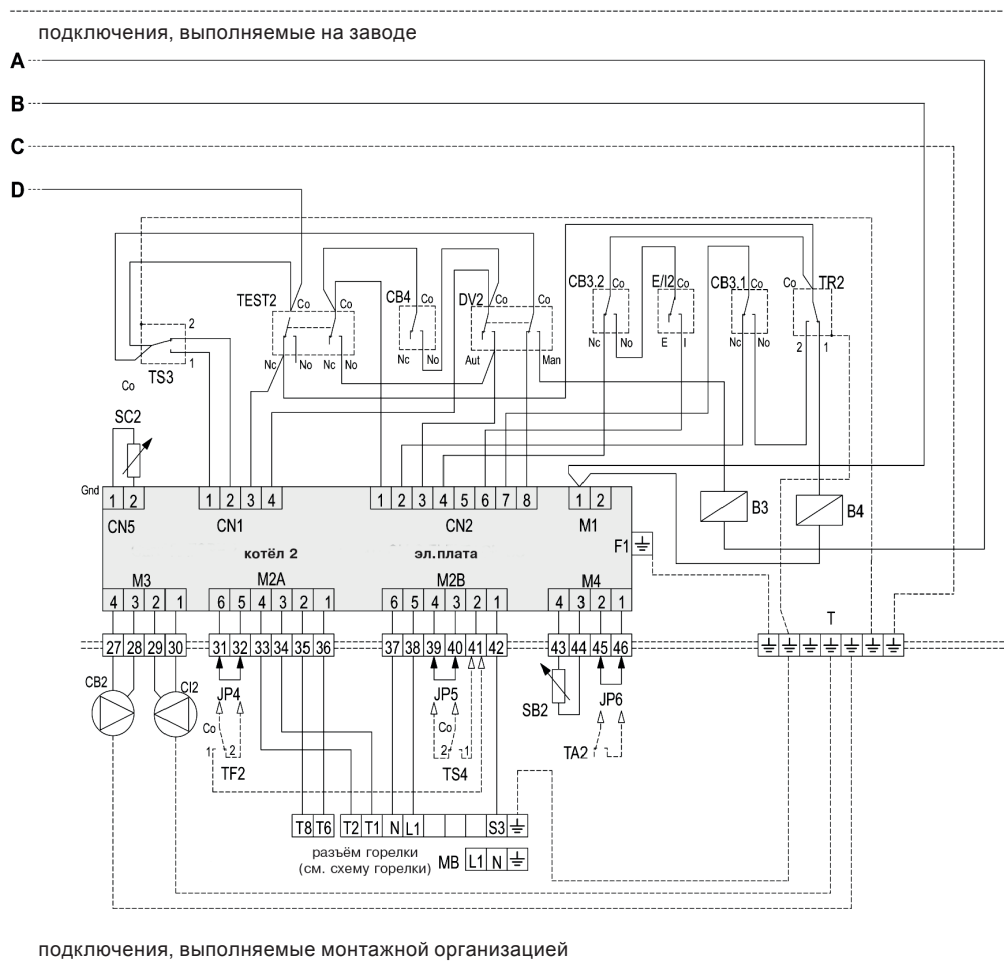 подключения, выполняемые на заводе
A
B
C
D
CB3.2 Co E/I2 Co CB3.1 Co Co TR2
TEST2 Co Co CB4 Co DV2 Co Co
2
Nc No E I Nc No 2 1
Nc No Nc No Nc No Aut Man
1
TS3
Co
SC2
Gnd 1 2 1 2 3 4 1 2 3 4 5 6 7 8 1 2 B3 B4
CN5 CN1 CN2 M1
котёл 2 эл.плата F1
M3 M2A M2B M4
4 3 2 1 6 5 4 3 2 1 6 5 4 3 2 1 4 3 2 1 T
27 28 29 30 31 32 33 34 35 36 37 38 39 40 41 42 43 44 45 46
CB2 CI2 JP4 JP5 SB2 JP6
Co Co
1 2 2 1 TA2
TF2 TS4
T8 T6 T2 T1 N L1 S3
разъём горелки
(см. схему горелки) MB L1 N
подключения, выполняемые монтажной организацией